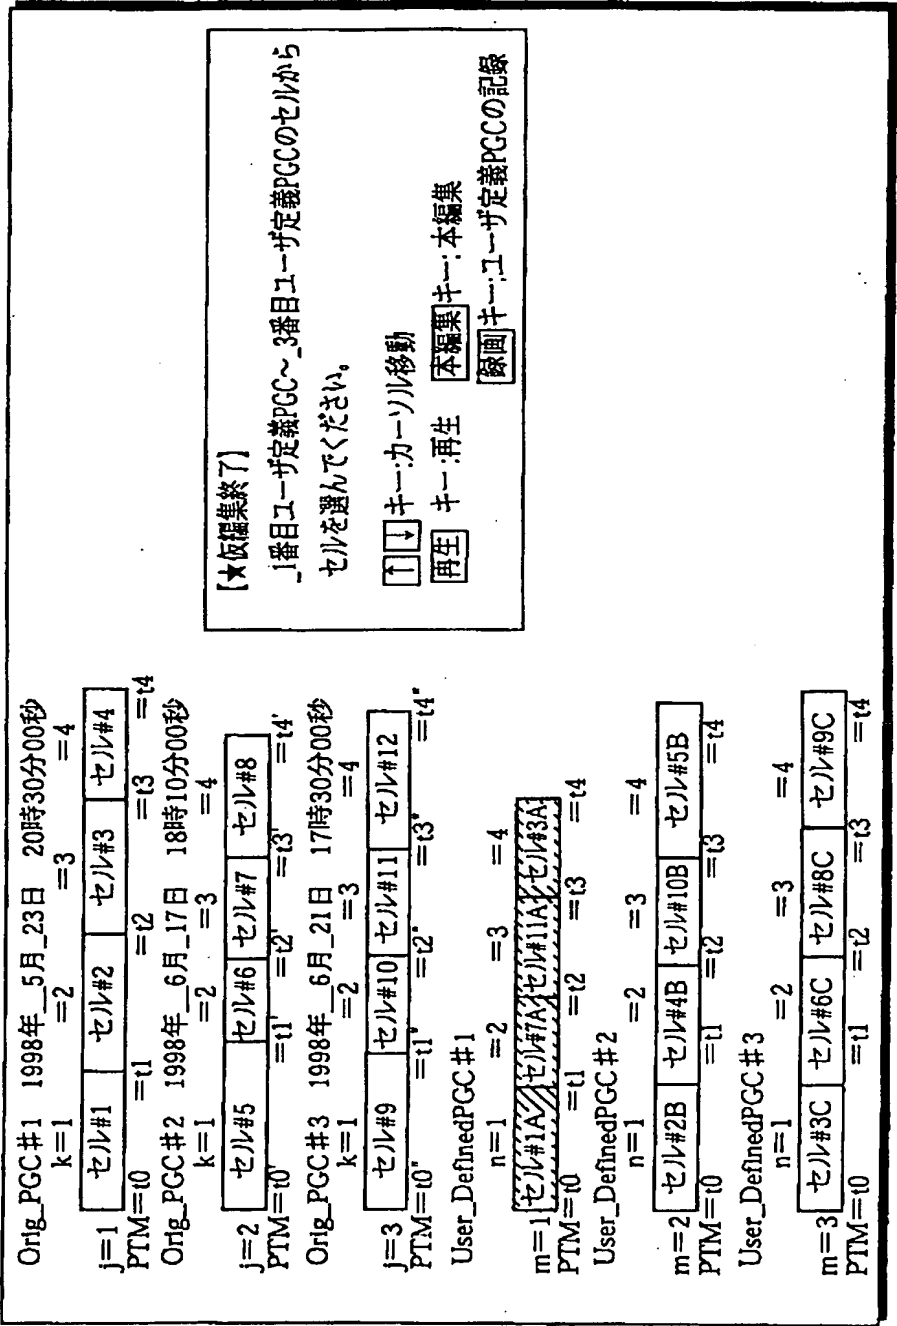 Orig_PGC#1 1998年__5月_23日 20時30分00秒
k=1 =2 =3 =4
j=1 セル#1 セル#2 セル#3 セル#4
PTM=t0 =t1 =t2 =t3 =t4
Orig_PGC#2 1998年__6月_17日 18時10分00秒
k=1 =2 =3 =4
j=2 セル#5 セル#6 セル#7 セル#8
PTM=t0' =t1' =t2' =t3' =t4'
Orig_PGC#3 1998年__6月_21日 17時30分00秒
k=1 =2 =3 =4
j=3 セル#9 セル#10 セル#11 セル#12
PTM=t0" =t1" =t2" =t3" =t4"
User_DefinedPGC#1
n=1 =2 =3 =4
m=1 セル#1A セル#7A セル#11A セル#3A
PTM=t0 =t1 =t2 =t3 =t4
User_DefinedPGC#2
n=1 =2 =3 =4
m=2 セル#2B セル#4B セル#10B セル#5B
PTM=t0 =t1 =t2 =t3 =t4
User_DefinedPGC#3
n=1 =2 =3 =4
m=3 セル#3C セル#6C セル#8C セル#9C
PTM=t0 =t1 =t2 =t3 =t4
【★仮編集終了】
_1番目ユーザ定義PGC～_3番目ユーザ定義PGCのセルから
セルを選んでください。
↑ ↓ キー:カーソル移動
再生 キー:再生 本編集 キー:本編集
録画 キー:ユーザ定義PGCの記録